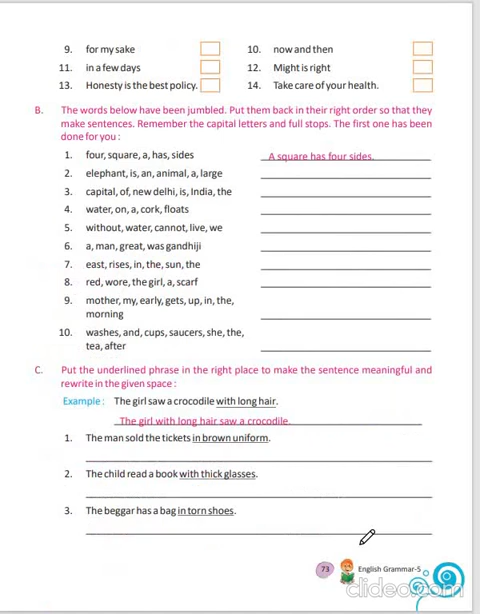 9. for my sake 10. now and then
11. in a few days 12. Might is right
13. Honesty is the best policy. 14. Take care of your health.
B. The words below have been jumbled. Put them back in their right order so that they
make sentences. Remember the capital letters and full stops. The first one has been
done for you :
1. four, square, a, has, sides A square has four sides.
2. elephant, is, an, animal, a, large
3. capital, of, new delhi, is, India, the
4. water, on, a, cork, floats
5. without, water, cannot, live, we
6. a, man, great, was gandhiji
7. east, rises, in, the, sun, the
8. red, wore, the girl, a, scarf
9. mother, my, early, gets, up, in, the,
morning
10. washes, and, cups, saucers, she, the,
tea, after
C. Put the underlined phrase in the right place to make the sentence meaningful and
rewrite in the given space :
Example : The girl saw a crocodile with long hair.
The girl with long hair saw a crocodile.
1. The man sold the tickets in brown uniform.
2. The child read a book with thick glasses.
3. The beggar has a bag in torn shoes.
73 English Grammar-5
clideo.com